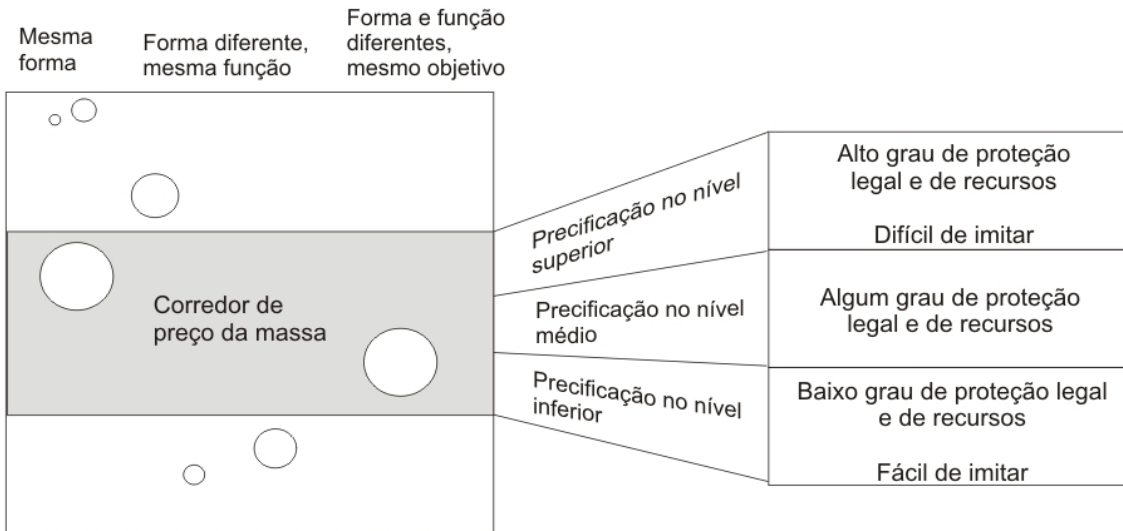 Mesma
forma
Forma diferente,
mesma função
Forma e função
diferentes,
mesmo objetivo
Corredor de
preço da massa
Precificação no nível
superior
Precificação no nível
médio
Precificação no nível
inferior
Alto grau de proteção
legal e de recursos
Difícil de imitar
Algum grau de proteção
legal e de recursos
Baixo grau de proteção legal
e de recursos
Fácil de imitar